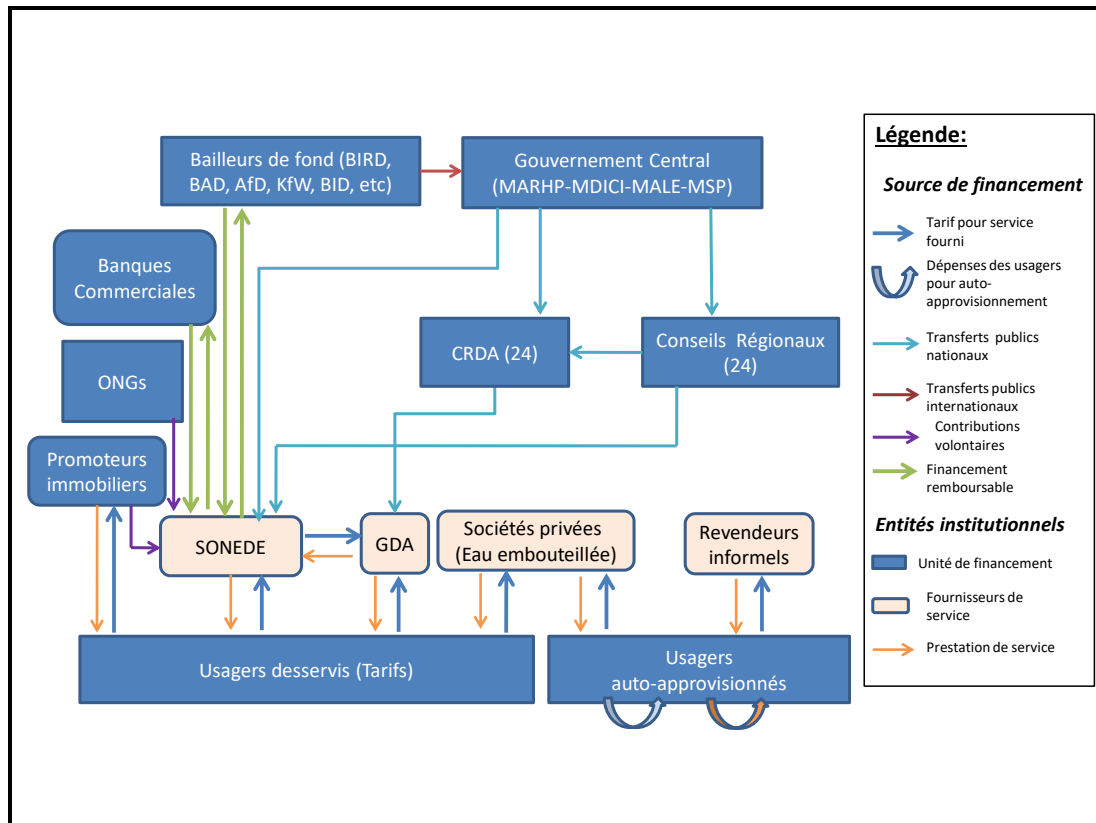 Bailleurs de fond (BIRD,
BAD, AfD, KfW, BID, etc)
Gouvernement Central
(MARHP-MDICI-MALE-MSP)
Banques
Commerciales
CRDA (24)
Conseils Régionaux
(24)
ONGs
Promoteurs
immobiliers
SONEDE
GDA
Sociétés privées
(Eau embouteillée)
Revendeurs
informels
Usagers desservis (Tarifs)
Usagers
auto-approvisionnés
Légende:
Source de financement
Tarif pour service
fourni
Dépenses des usagers
pour auto-
approvisionnement
Transferts publics
nationaux
Transferts publics
internationaux
Contributions
volontaires
Financement
remboursable
Entités institutionnels
Unité de financement
Fournisseurs de
service
Prestation de service